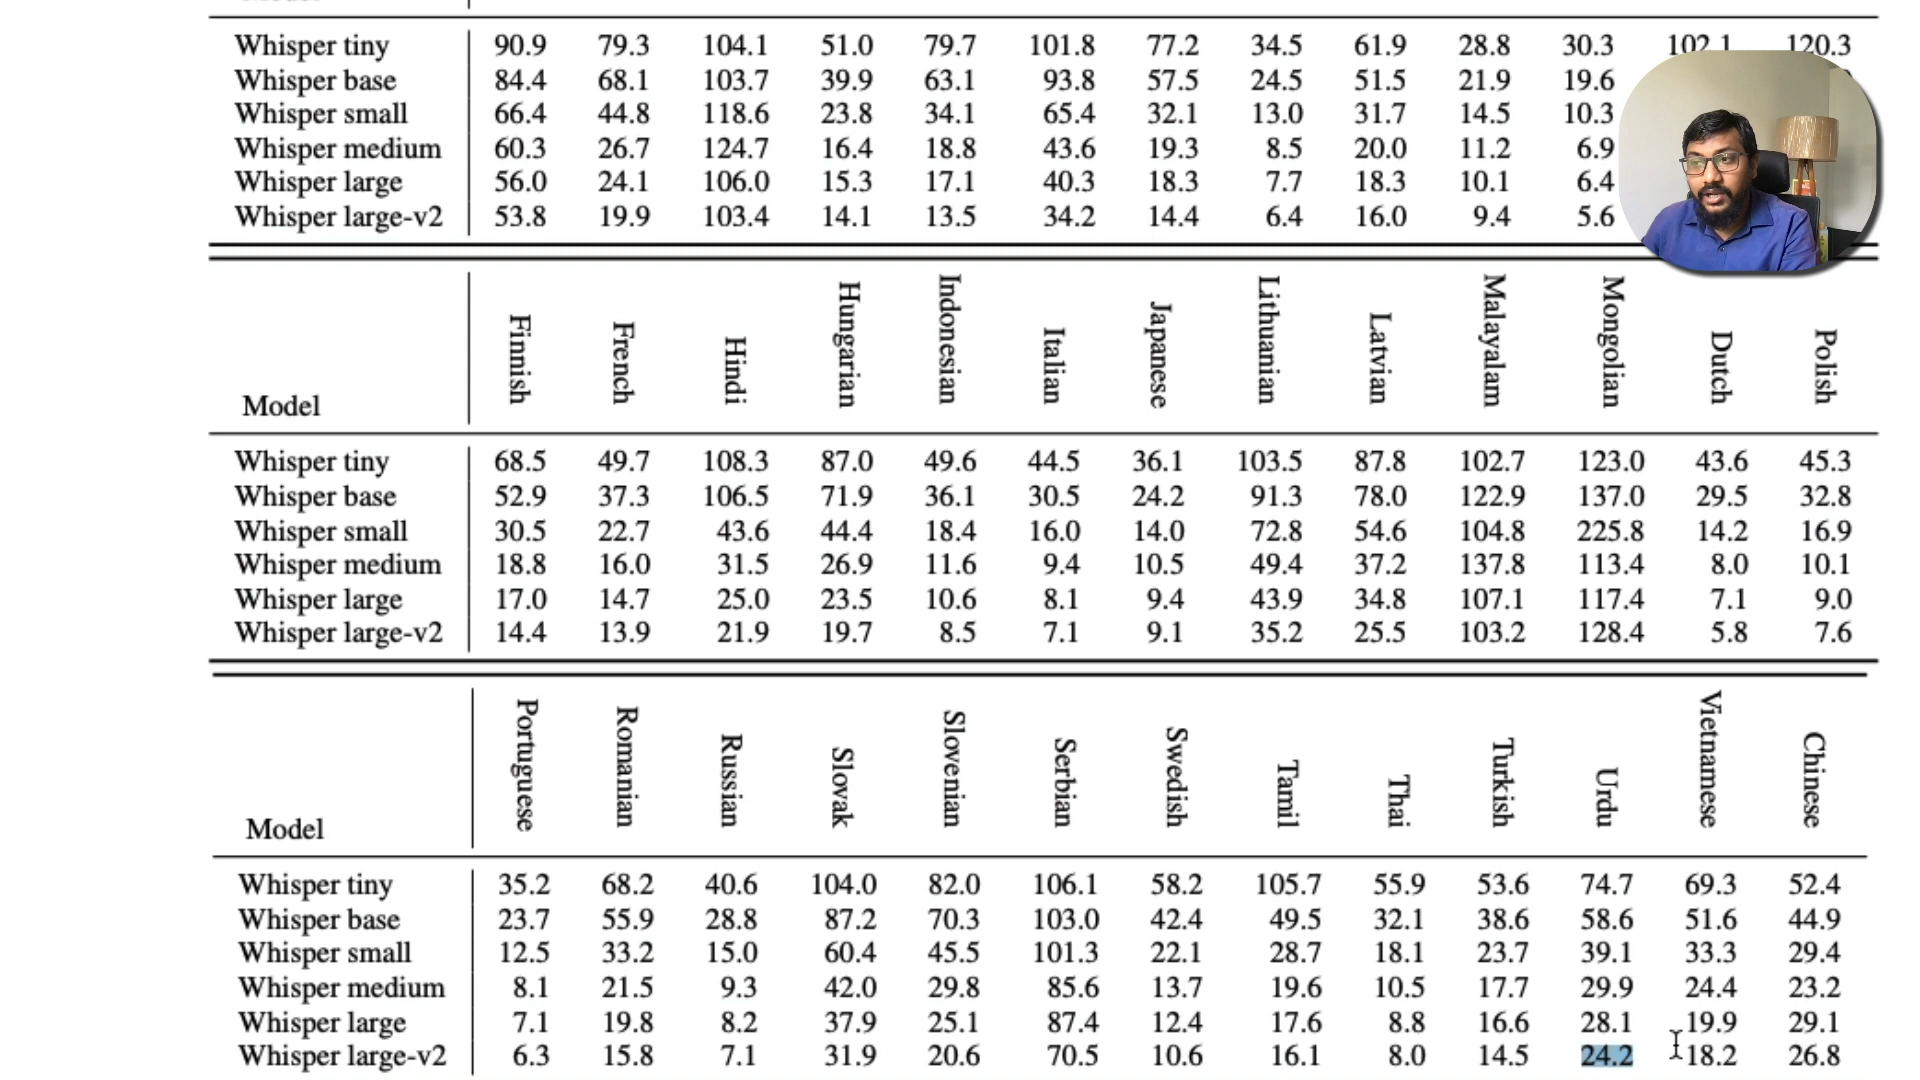 Whisper tiny 90.9 79.3 104.1 51.0 79.7 101.8 77.2 34.5 61.9 28.8 30.3 102.1 120.3
Whisper base 84.4 68.1 103.7 39.9 63.1 93.8 57.5 24.5 51.5 21.9 19.6
Whisper small 66.4 44.8 118.6 23.8 34.1 65.4 32.1 13.0 31.7 14.5 10.3
Whisper medium 60.3 26.7 124.7 16.4 18.8 43.6 19.3 8.5 20.0 11.2 6.9
Whisper large 56.0 24.1 106.0 15.3 17.1 40.3 18.3 7.7 18.3 10.1 6.4
Whisper large-v2 53.8 19.9 103.4 14.1 13.5 34.2 14.4 6.4 16.0 9.4 5.6
Model Finnish French Hindi Hungarian Indonesian Italian Japanese Lithuanian Latvian Malayalam Mongolian Dutch Polish
Whisper tiny 68.5 49.7 108.3 87.0 49.6 44.5 36.1 103.5 87.8 102.7 123.0 43.6 45.3
Whisper base 52.9 37.3 106.5 71.9 36.1 30.5 24.2 91.3 78.0 122.9 137.0 29.5 32.8
Whisper small 30.5 22.7 43.6 44.4 18.4 16.0 14.0 72.8 54.6 104.8 225.8 14.2 16.9
Whisper medium 18.8 16.0 31.5 26.9 11.6 9.4 10.5 49.4 37.2 137.8 113.4 8.0 10.1
Whisper large 17.0 14.7 25.0 23.5 10.6 8.1 9.4 43.9 34.8 107.1 117.4 7.1 9.0
Whisper large-v2 14.4 13.9 21.9 19.7 8.5 7.1 9.1 35.2 25.5 103.2 128.4 5.8 7.6
Model Portuguese Romanian Russian Slovak Slovenian Serbian Swedish Tamil Thai Turkish Urdu Vietnamese Chinese
Whisper tiny 35.2 68.2 40.6 104.0 82.0 106.1 58.2 105.7 55.9 53.6 74.7 69.3 52.4
Whisper base 23.7 55.9 28.8 87.2 70.3 103.0 42.4 49.5 32.1 38.6 58.6 51.6 44.9
Whisper small 12.5 33.2 15.0 60.4 45.5 101.3 22.1 28.7 18.1 23.7 39.1 33.3 29.4
Whisper medium 8.1 21.5 9.3 42.0 29.8 85.6 13.7 19.6 10.5 17.7 29.9 24.4 23.2
Whisper large 7.1 19.8 8.2 37.9 25.1 87.4 12.4 17.6 8.8 16.6 28.1 19.9 29.1
Whisper large-v2 6.3 15.8 7.1 31.9 20.6 70.5 10.6 16.1 8.0 14.5 24.2 18.2 26.8